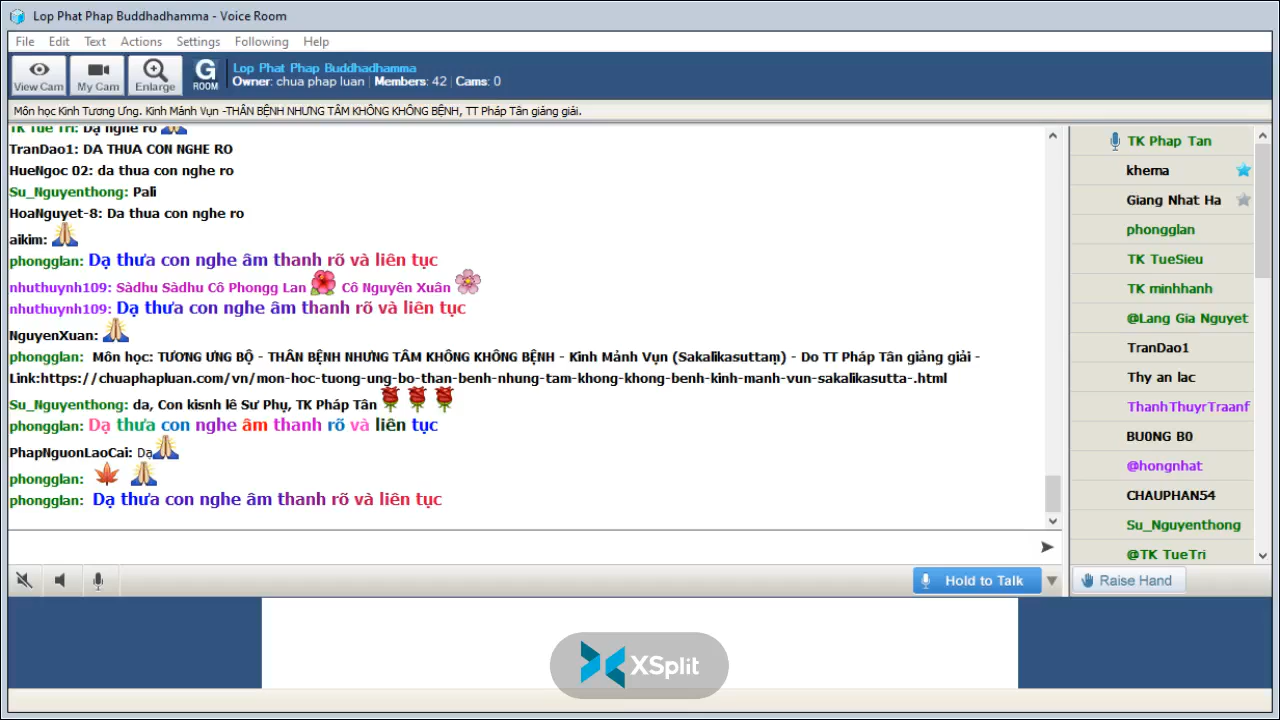 Lop Phat Phap Buddhadhamma - Voice Room
File Edit Text Actions Settings Following Help
View Cam My Cam Enlarge G ROOM
Lop Phat Phap Buddhadhamma
Owner: chua phap luan | Members: 42 | Cams: 0
Môn học Kinh Tương Ưng. Kinh Mảnh Vụn -THÂN BỆNH NHƯNG TÂM KHÔNG KHÔNG BỆNH, TT Pháp Tân giảng giải.
TK Tue Tri: Dạ nghe ro
TranDao1: DA THUA CON NGHE RO
HueNgoc 02: da thua con nghe ro
Su_Nguyenthong: Pali
HoaNguyet-8: Da thua con nghe ro
aikim:
phongglan: Dạ thưa con nghe âm thanh rõ và liên tục
nhuthuynh109: Sàdhu Sàdhu Cô Phongg Lan Cô Nguyên Xuân
nhuthuynh109: Dạ thưa con nghe âm thanh rõ và liên tục
NguyenXuan:
phongglan: Môn học: TƯƠNG ƯNG BỘ - THÂN BỆNH NHƯNG TÂM KHÔNG KHÔNG BỆNH - Kinh Mảnh Vụn (Sakalikasuttaṃ) - Do TT Pháp Tân giảng giải -
Link:https://chuaphapluan.com/vn/mon-hoc-tuong-ung-bo-than-benh-nhung-tam-khong-khong-benh-kinh-manh-vun-sakalikasutta-.html
Su_Nguyenthong: da, Con kisnh lê Sư Phụ, TK Pháp Tân
phongglan: Dạ thưa con nghe âm thanh rõ và liên tục
PhapNguonLaoCai: Dạ
phongglan:
phongglan: Dạ thưa con nghe âm thanh rõ và liên tục
Hold to Talk
TK Phap Tan
khema
Giang Nhat Ha
phongglan
TK TueSieu
TK minhhanh
@Lang Gia Nguyet
TranDao1
Thy an lac
ThanhThuyrTraanf
BU0NG B0
@hongnhat
CHAUPHAN54
Su_Nguyenthong
@TK TueTri
Raise Hand
XSplit